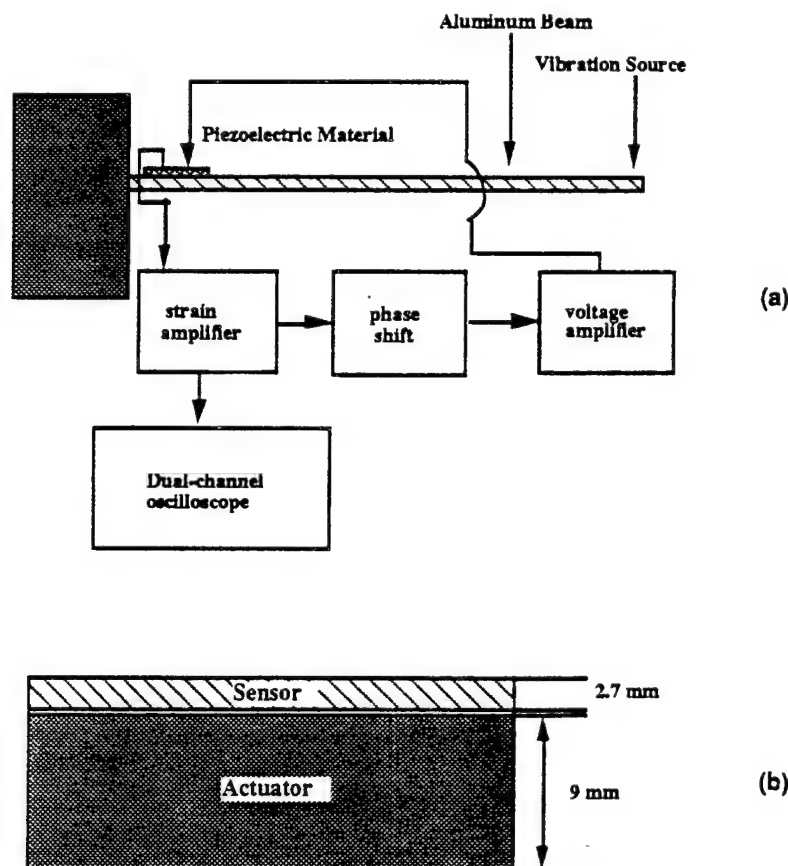 Aluminum Beam
Vibration Source
Piezoelectric Material
strain
amplifier
phase
shift
voltage
amplifier
(a)
Dual-channel
oscilloscope
Sensor
2.7 mm
Actuator
9 mm
(b)